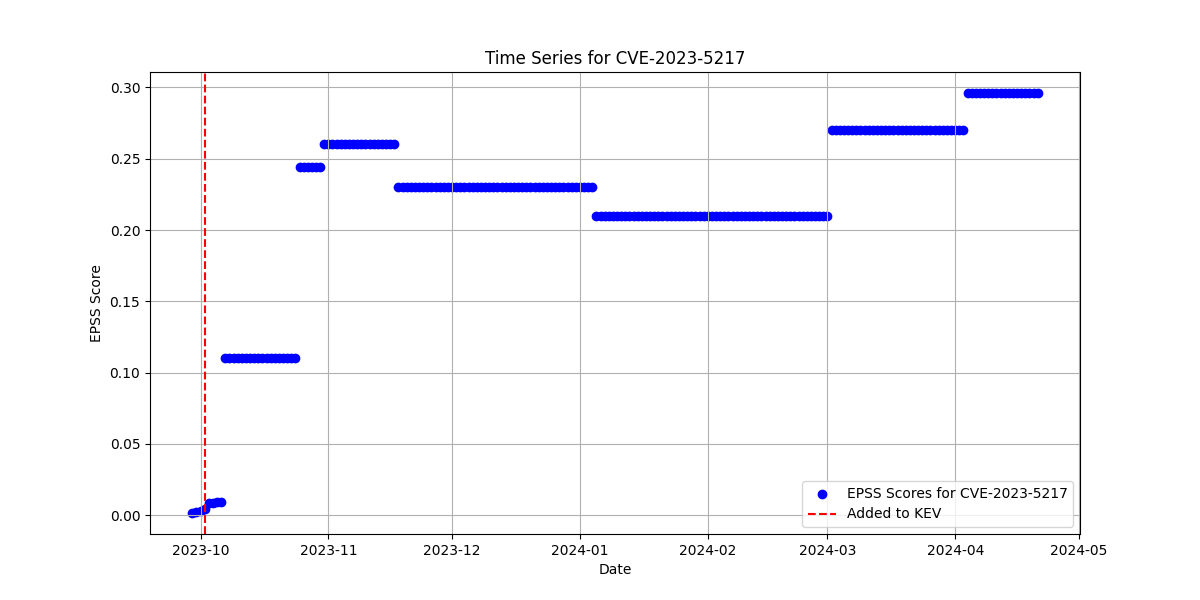 Time Series for CVE-2023-5217
EPSS Score
0.30
0.25
0.20
0.15
0.10
0.05
0.00
EPSS Scores for CVE-2023-5217
Added to KEV
2023-10 2023-11 2023-12 2024-01 2024-02 2024-03 2024-04 2024-05
Date